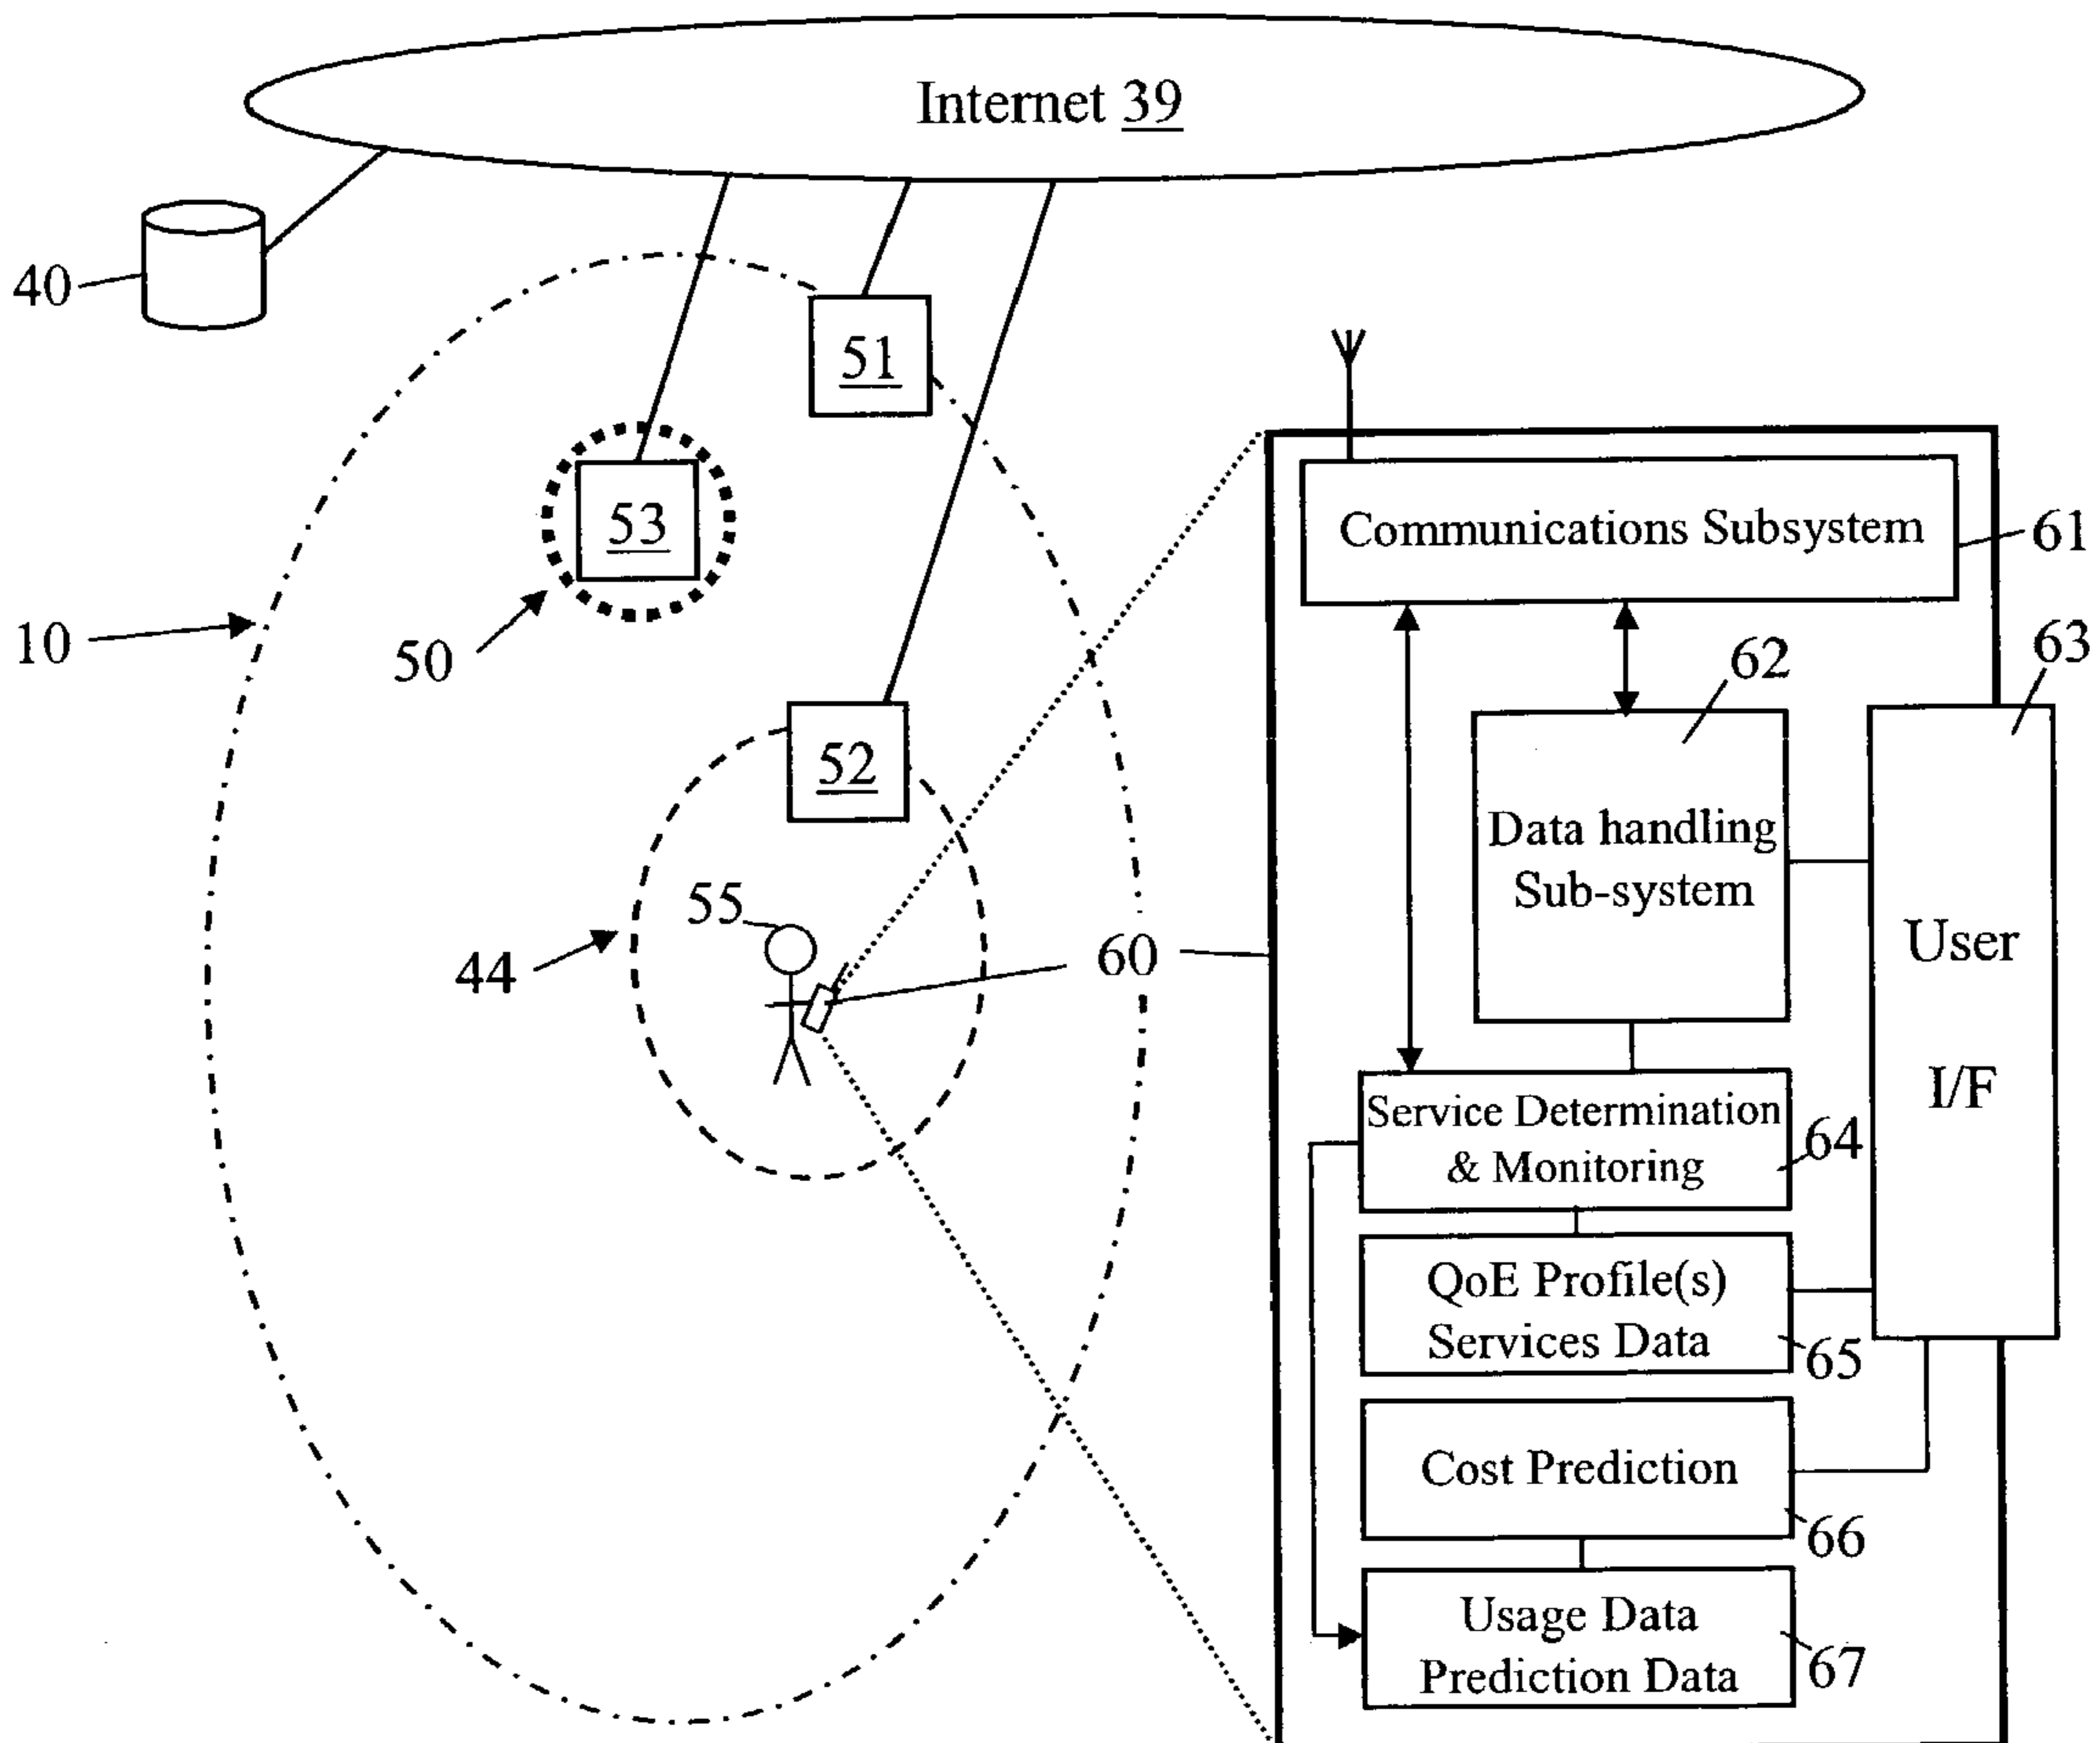 Internet 39
40
51
53
10
50
52
55
44
60
Communications Subsystem
61
62
63
Data handling
Sub-system
User
I/F
Service Determination
& Monitoring
64
QoE Profile(s)
Services Data
65
Cost Prediction
66
Usage Data
Prediction Data
67